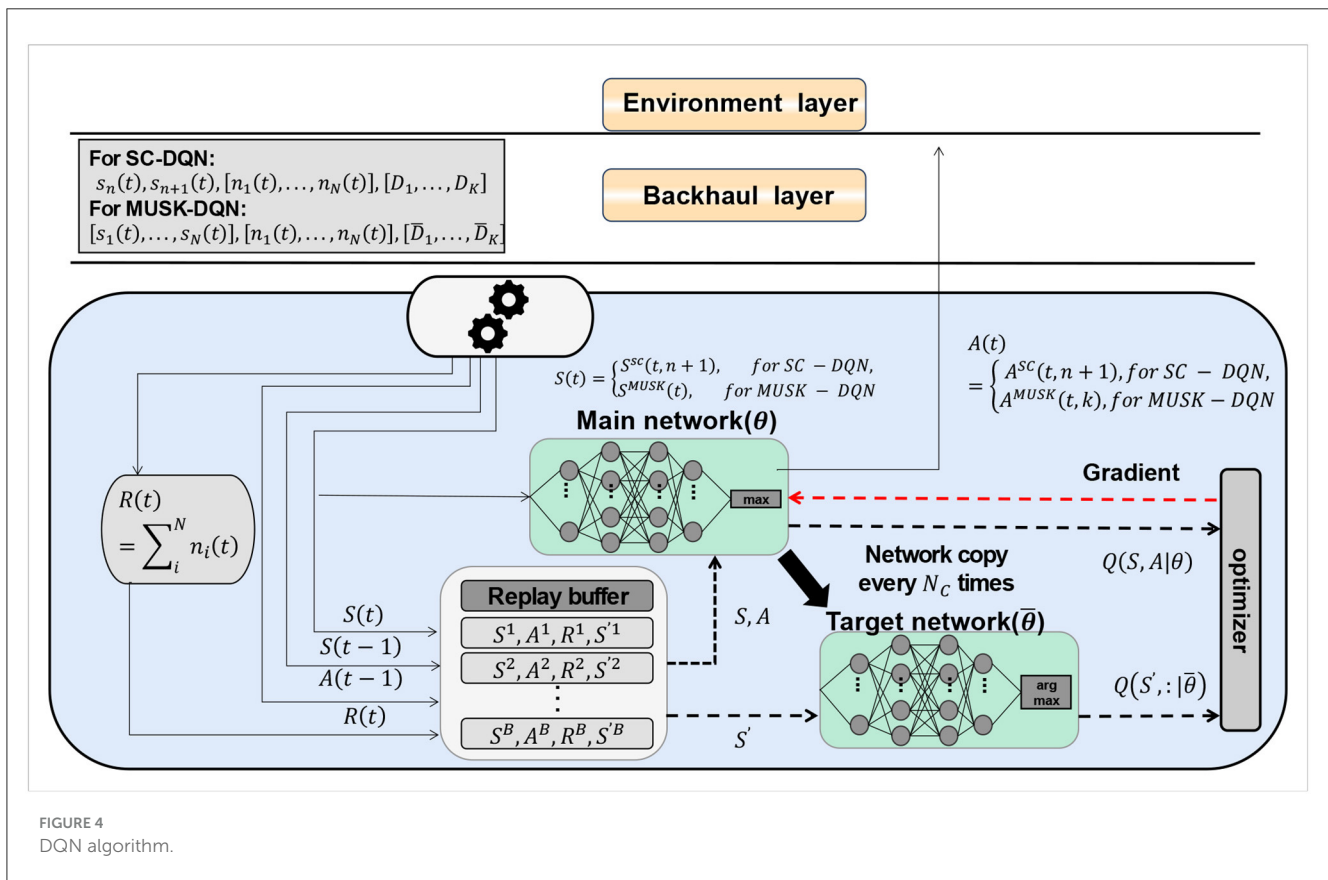 Environment layer
For SC-DQN:
s_n(t), s_{n+1}(t), [n_1(t), …, n_N(t)], [D_1, …, D_K]
For MUSK-DQN:
[s_1(t), …, s_N(t)], [n_1(t), …, n_N(t)], [D̅_1, …, D̅_K]
Backhaul layer
S(t) = { S^{SC}(t, n + 1), for SC − DQN,
S^{MUSK}(t), for MUSK − DQN
A(t)
= { A^{SC}(t, n + 1), for SC − DQN,
A^{MUSK}(t, k), for MUSK − DQN
Main network(θ)
max
Gradient
R(t)
= ∑_i^N n_i(t)
Q(S, A|θ)
optimizer
Network copy
every N_C times
Replay buffer
S^1, A^1, R^1, S^{'1}
S^2, A^2, R^2, S^{'2}
⋮
S^B, A^B, R^B, S^{'B}
S(t)
S(t − 1)
A(t − 1)
R(t)
S, A
S^'
Target network(θ̅)
arg
max
Q(S^', : |θ̅)
FIGURE 4
DQN algorithm.